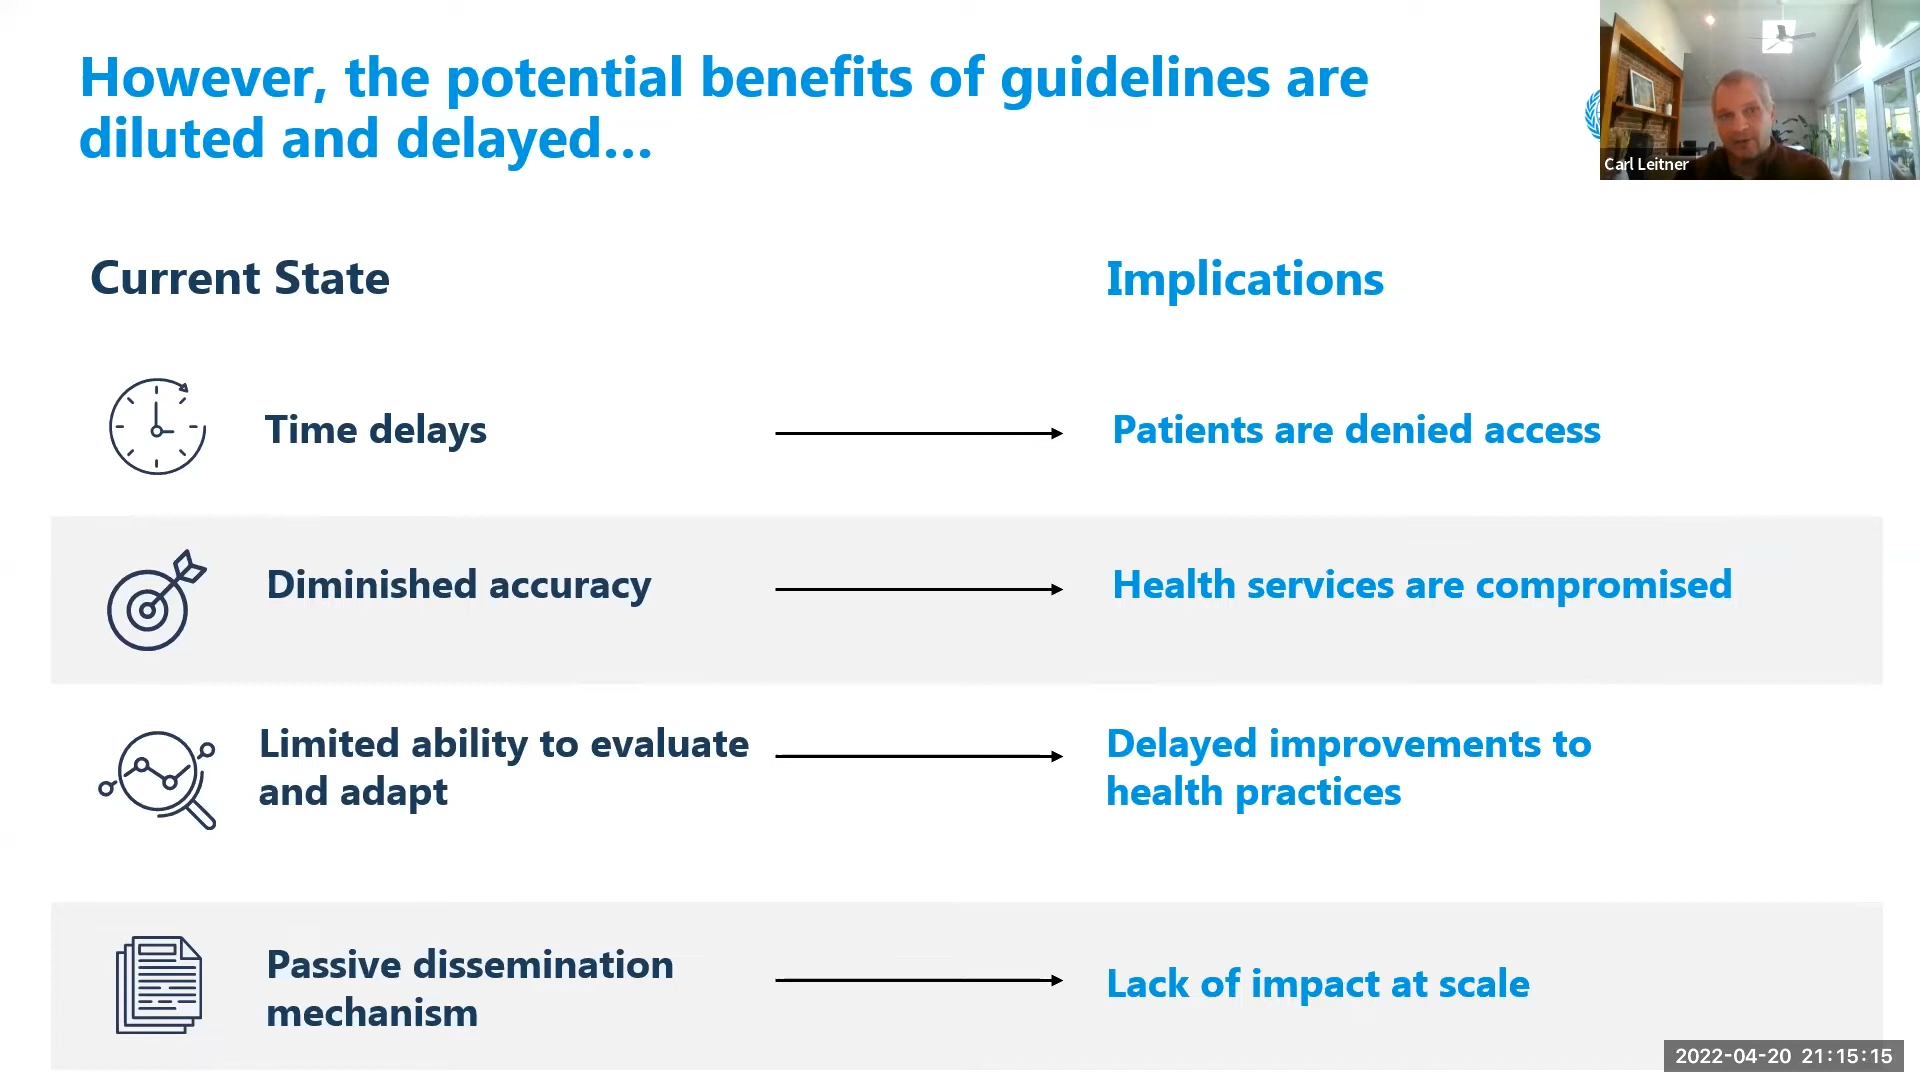 However, the potential benefits of guidelines are
diluted and delayed...
Carl Leitner
Current State
Implications
Time delays
Patients are denied access
Diminished accuracy
Health services are compromised
Limited ability to evaluate
and adapt
Delayed improvements to
health practices
Passive dissemination
mechanism
Lack of impact at scale
2022-04-20 21:15:15